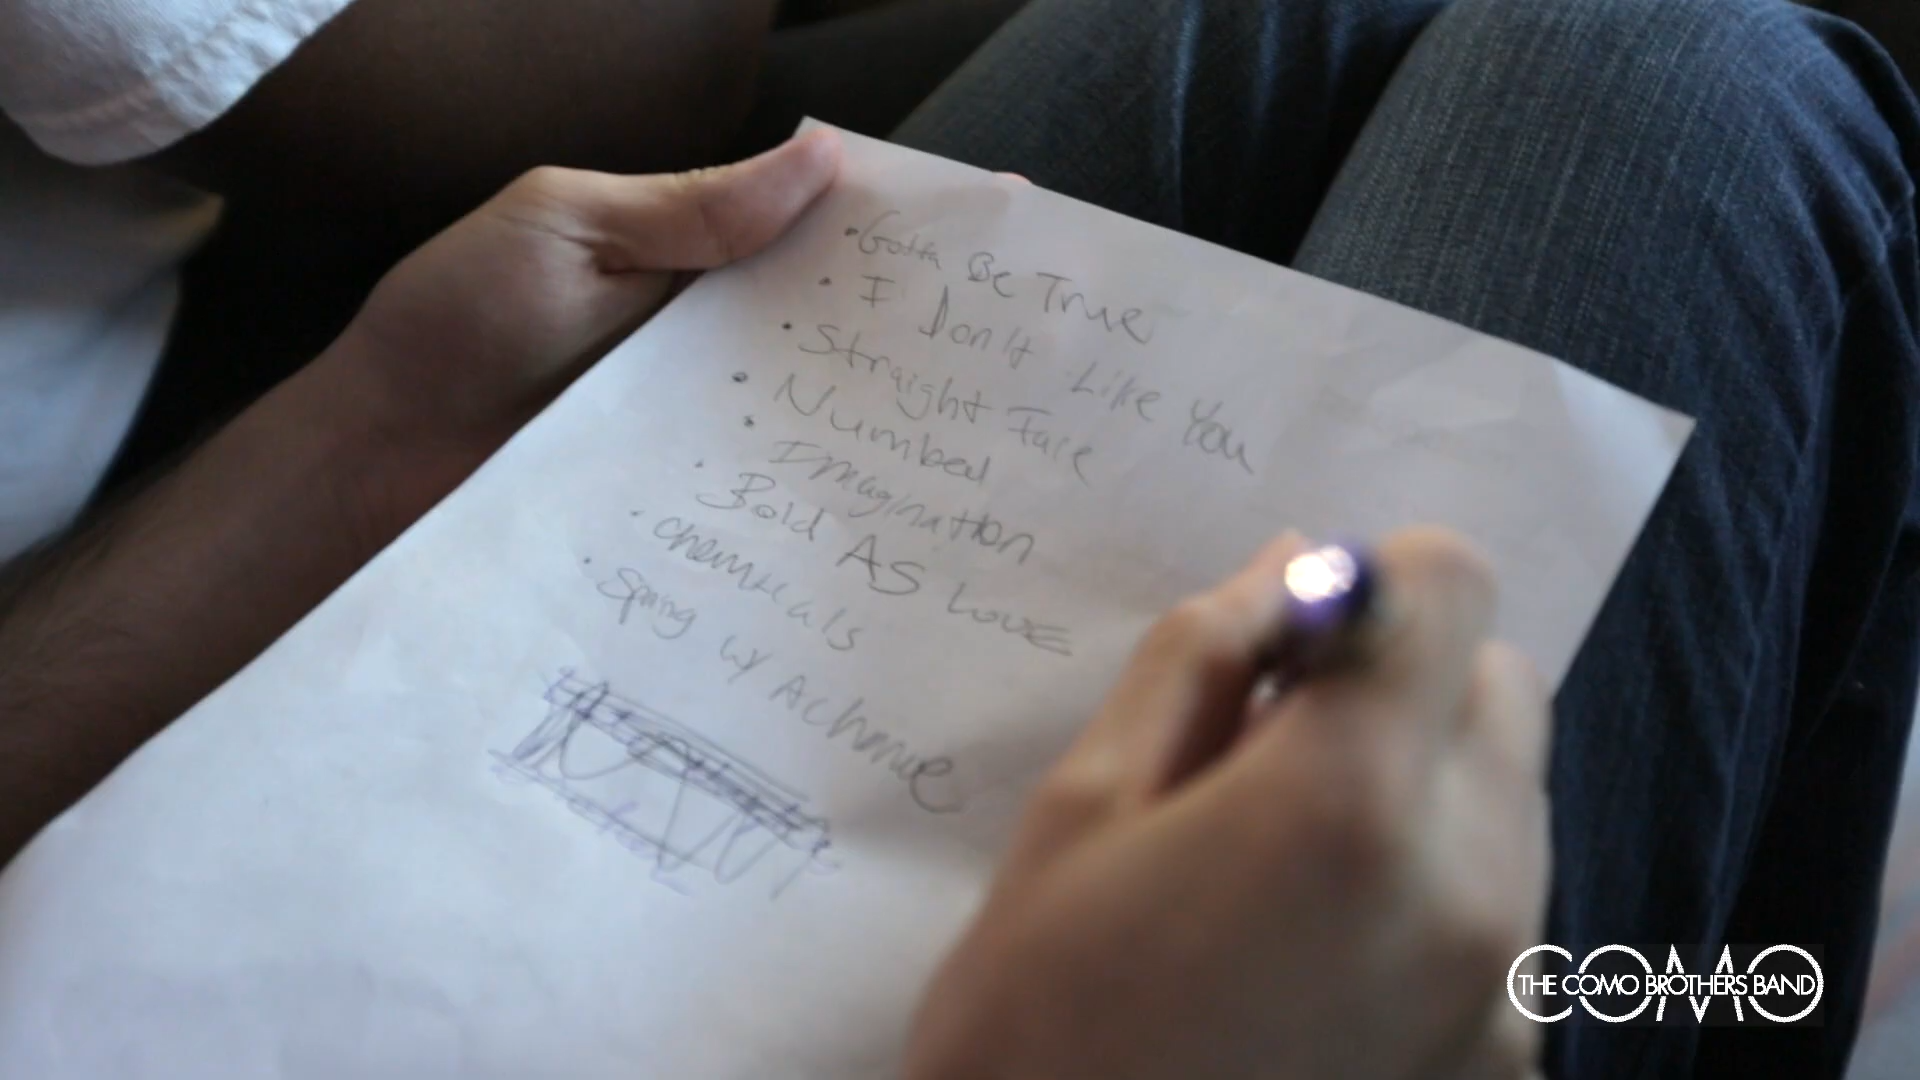 • Gotta Be True
• I Don't Like You
• Straight Face
• Numbed
• Imagination
• Bold AS Love
• chemicals
• Spring w/
COMO
THE COMO BROTHERS BAND